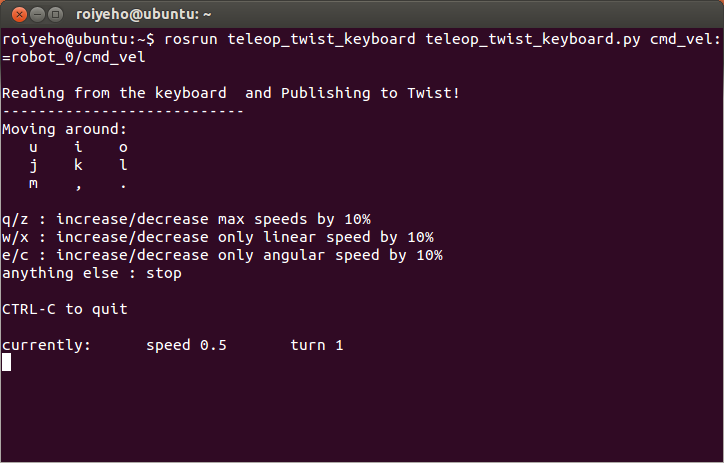 roiyeho@ubuntu: ~
roiyeho@ubuntu:~$ rosrun teleop_twist_keyboard teleop_twist_keyboard.py cmd_vel:
=robot_0/cmd_vel
Reading from the keyboard  and Publishing to Twist!
---------------------------
Moving around:
   u    i    o
   j    k    l
   m    ,    .
q/z : increase/decrease max speeds by 10%
w/x : increase/decrease only linear speed by 10%
e/c : increase/decrease only angular speed by 10%
anything else : stop
CTRL-C to quit
currently:      speed 0.5       turn 1